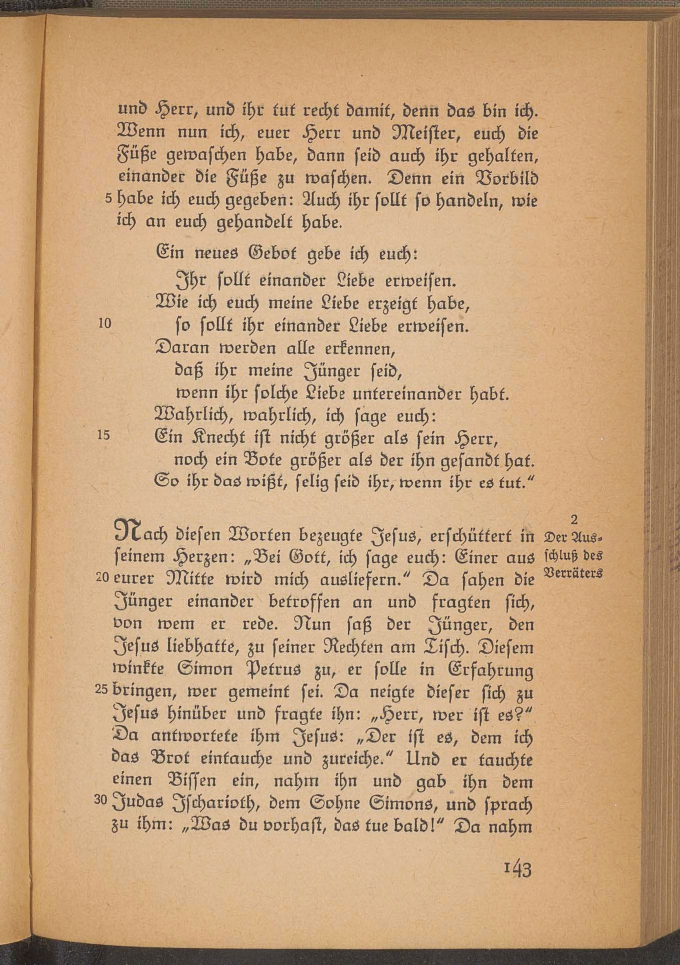 und Herr, und ihr tut recht damit, denn das bin ich.
Wenn nun ich, euer Herr und Meister, euch die
Füße gewaschen habe, dann seid auch ihr gehalten,
einander die Füße zu waschen. Denn ein Vorbild
5 habe ich euch gegeben: Auch ihr sollt so handeln, wie
ich an euch gehandelt habe.
Ein neues Gebot gebe ich euch:
Ihr sollt einander Liebe erweisen.
Wie ich euch meine Liebe erzeigt habe,
10 so sollt ihr einander Liebe erweisen.
Daran werden alle erkennen,
daß ihr meine Jünger seid,
wenn ihr solche Liebe untereinander habt.
Wahrlich, wahrlich, ich sage euch:
15 Ein Knecht ist nicht größer als sein Herr,
noch ein Bote größer als der ihn gesandt hat.
So ihr das wißt, selig seid ihr, wenn ihr es tut.“
2
Der Aus-
schluß des
Verräters
Nach diesen Worten bezeugte Jesus, erschüttert in
seinem Herzen: „Bei Gott, ich sage euch: Einer aus
20 eurer Mitte wird mich ausliefern.“ Da sahen die
Jünger einander betroffen an und fragten sich,
von wem er rede. Nun saß der Jünger, den
Jesus liebhatte, zu seiner Rechten am Tisch. Diesem
winkte Simon Petrus zu, er solle in Erfahrung
25 bringen, wer gemeint sei. Da neigte dieser sich zu
Jesus hinüber und fragte ihn: „Herr, wer ist es?“
Da antwortete ihm Jesus: „Der ist es, dem ich
das Brot eintauche und zureiche.“ Und er tauchte
einen Bissen ein, nahm ihn und gab ihn dem
30 Judas Ischarioth, dem Sohne Simons, und sprach
zu ihm: „Was du vorhast, das tue bald!“ Da nahm
143